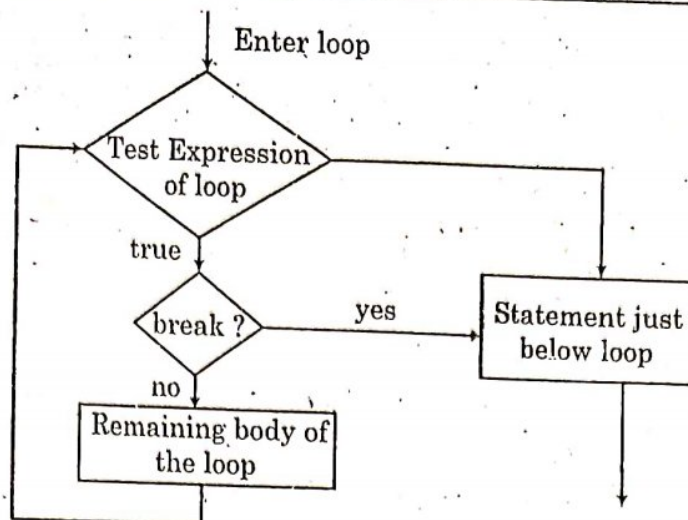 Enter loop
Test Expression
of loop
true
break ?
yes
Statement just
below loop
no
Remaining body of
the loop